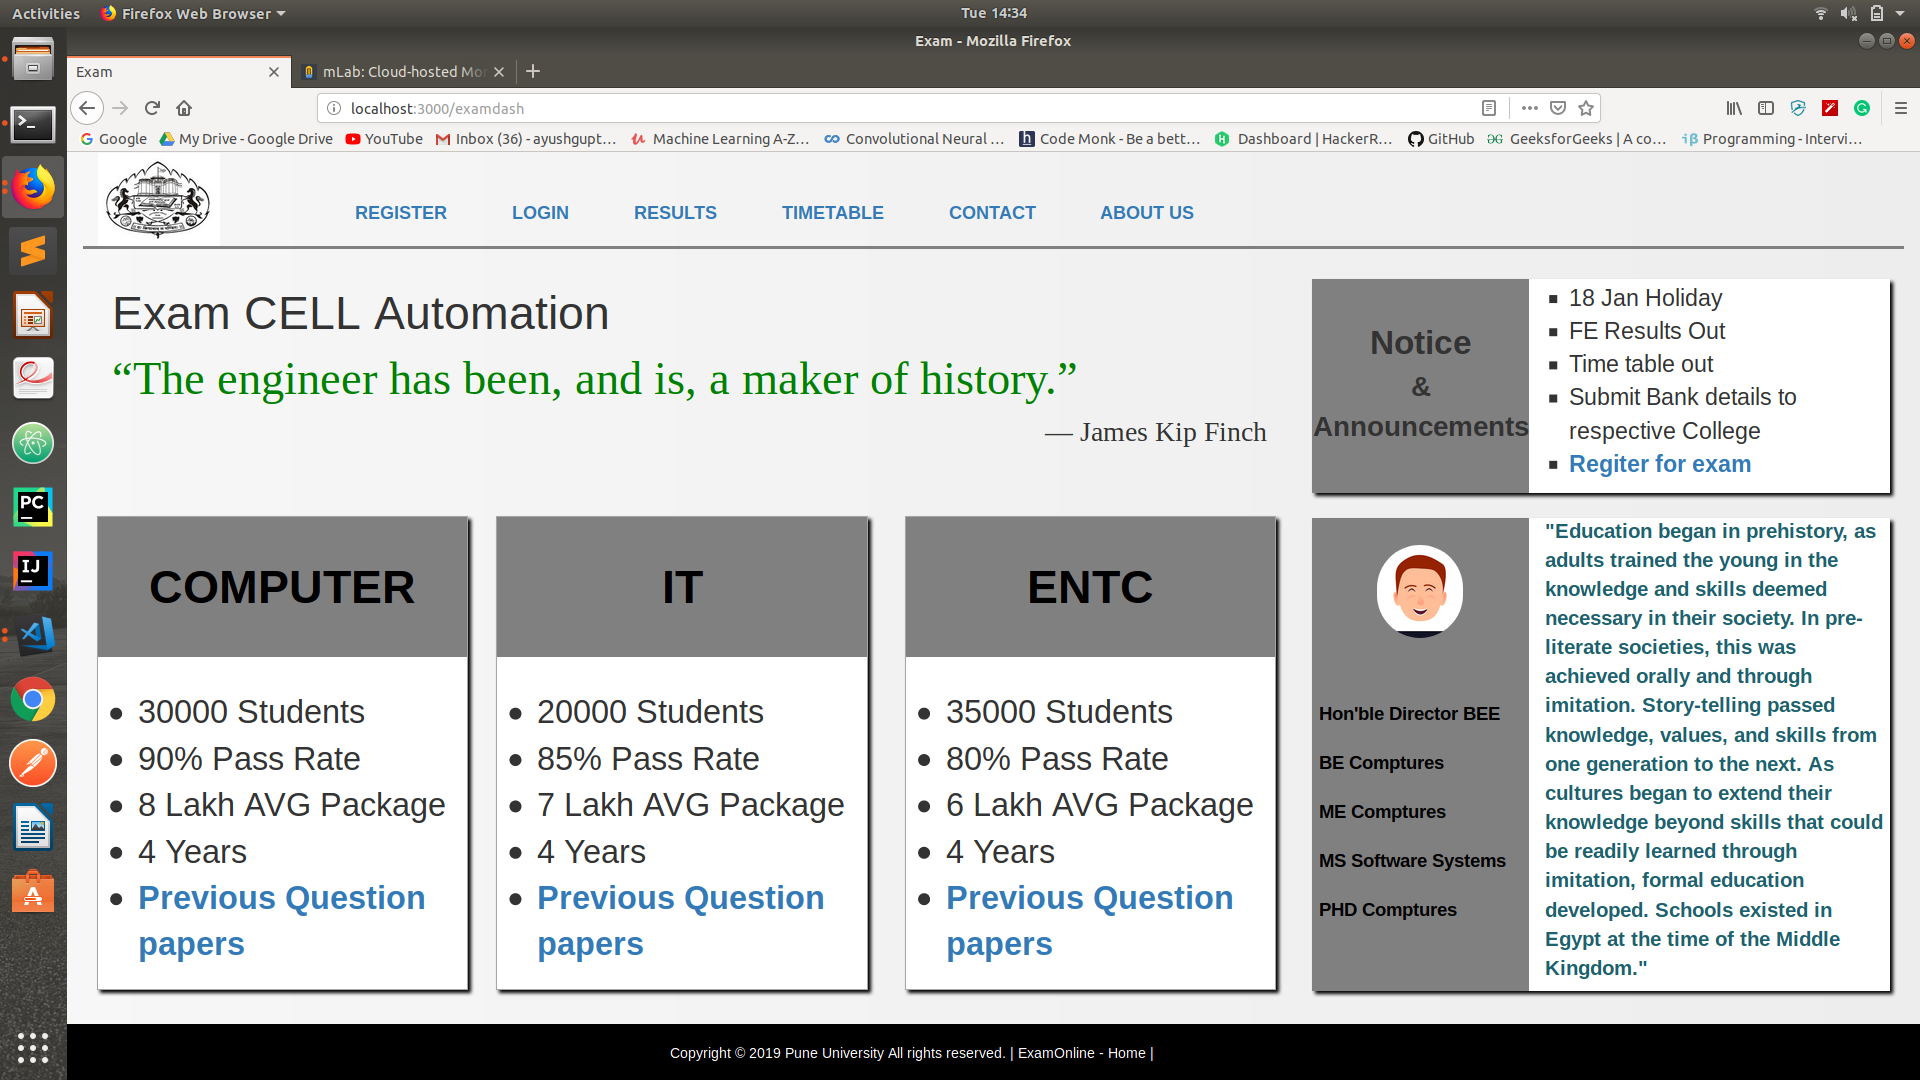 Activities
Firefox Web Browser
Tue 14:34
Exam - Mozilla Firefox
Exam
mLab: Cloud-hosted Mon
localhost:3000/examdash
Google
My Drive - Google Drive
YouTube
Inbox (36) - ayushgupt…
Machine Learning A-Z…
Convolutional Neural …
Code Monk - Be a bett…
Dashboard | HackerR…
GitHub
GeeksforGeeks | A co…
Programming - Intervi…
REGISTER
LOGIN
RESULTS
TIMETABLE
CONTACT
ABOUT US
Exam CELL Automation
“The engineer has been, and is, a maker of history.”
— James Kip Finch
Notice
&
Announcements
18 Jan Holiday
FE Results Out
Time table out
Submit Bank details to
respective College
Regiter for exam
COMPUTER
30000 Students
90% Pass Rate
8 Lakh AVG Package
4 Years
Previous Question
papers
IT
20000 Students
85% Pass Rate
7 Lakh AVG Package
4 Years
Previous Question
papers
ENTC
35000 Students
80% Pass Rate
6 Lakh AVG Package
4 Years
Previous Question
papers
Hon'ble Director BEE
BE Comptures
ME Comptures
MS Software Systems
PHD Comptures
"Education began in prehistory, as
adults trained the young in the
knowledge and skills deemed
necessary in their society. In pre-
literate societies, this was
achieved orally and through
imitation. Story-telling passed
knowledge, values, and skills from
one generation to the next. As
cultures began to extend their
knowledge beyond skills that could
be readily learned through
imitation, formal education
developed. Schools existed in
Egypt at the time of the Middle
Kingdom."
Copyright © 2019 Pune University All rights reserved. | ExamOnline - Home |